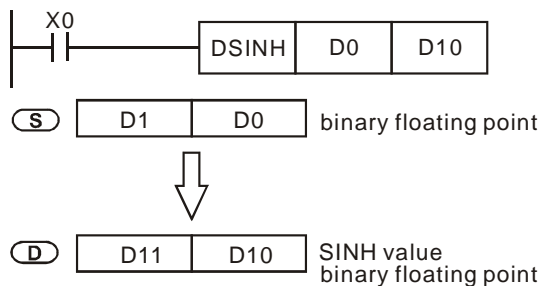 X0
DSINH D0 D10
S D1 D0 binary floating point
D D11 D10 SINH value
binary floating point